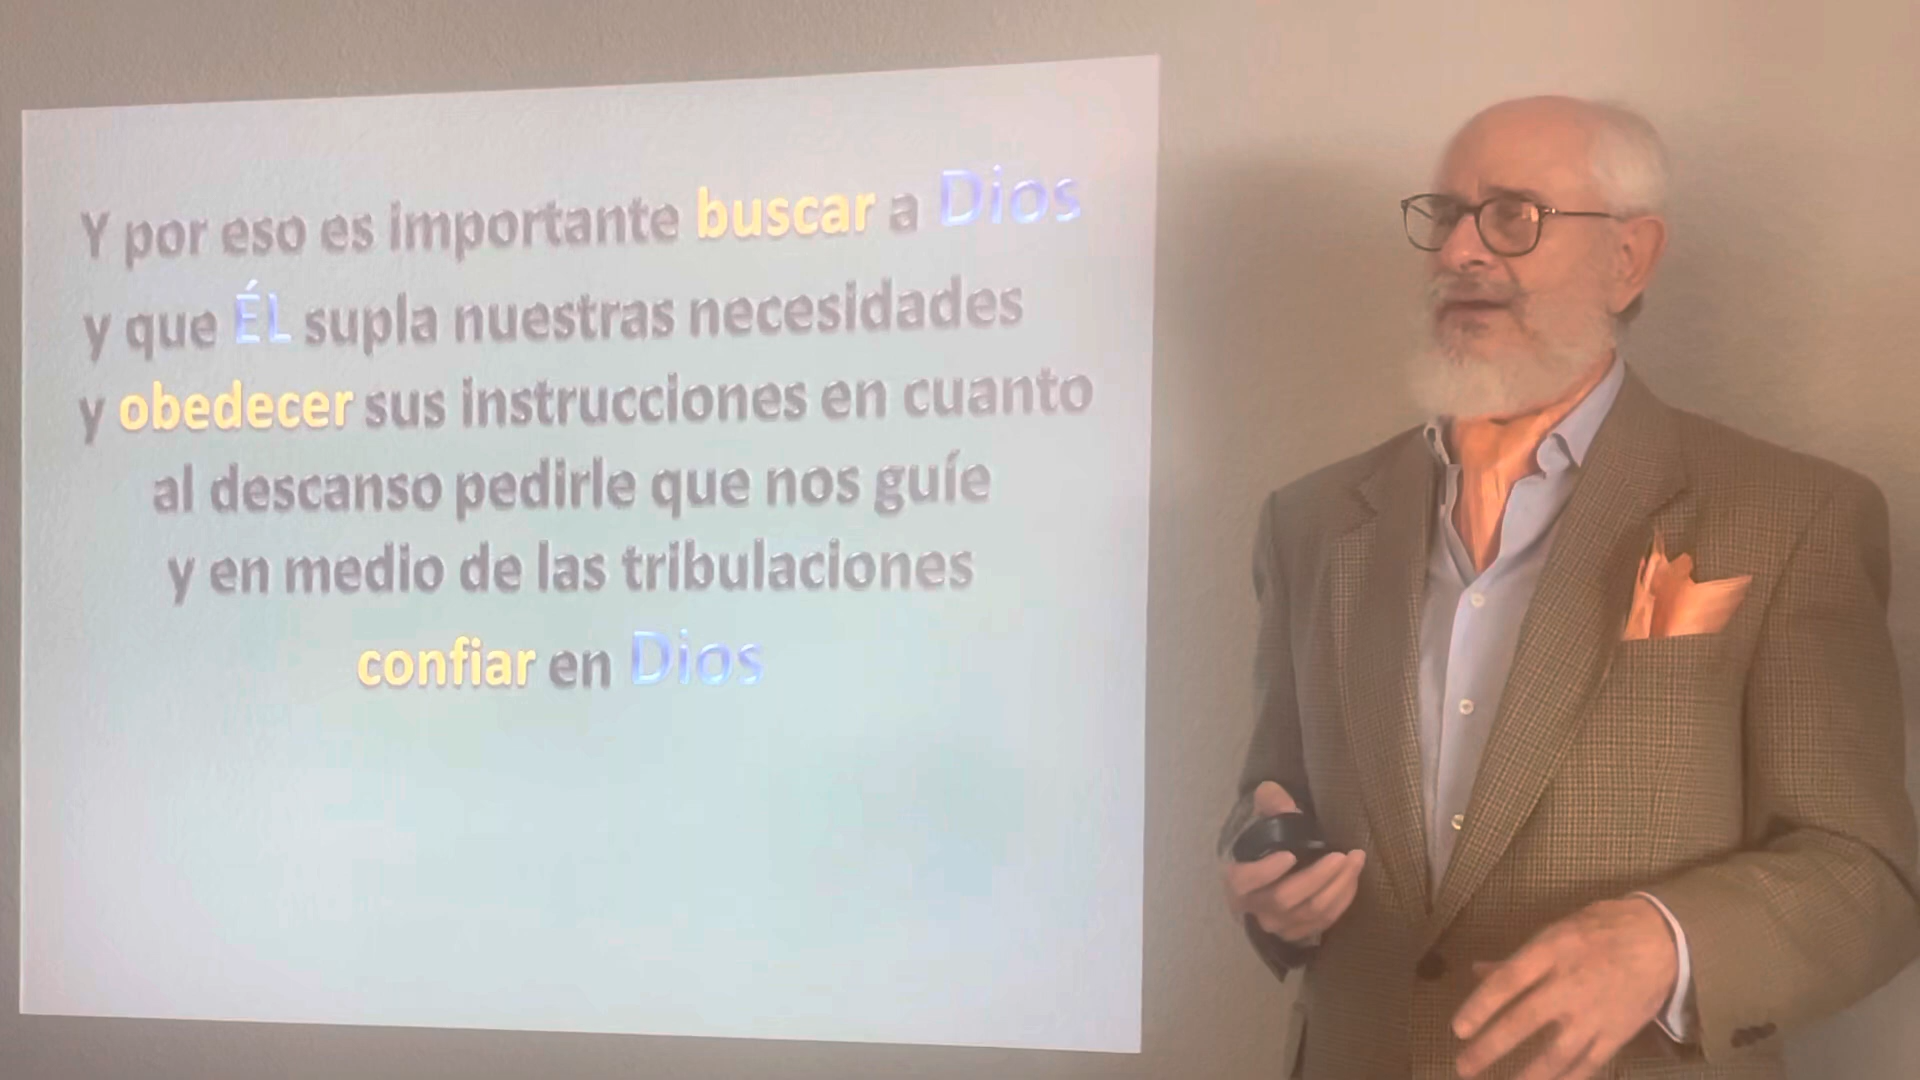 Y por eso es importante buscar a Dios
y que ÉL supla nuestras necesidades
y obedecer sus instrucciones en cuanto
al descanso pedirle que nos guíe
y en medio de las tribulaciones
confiar en Dios